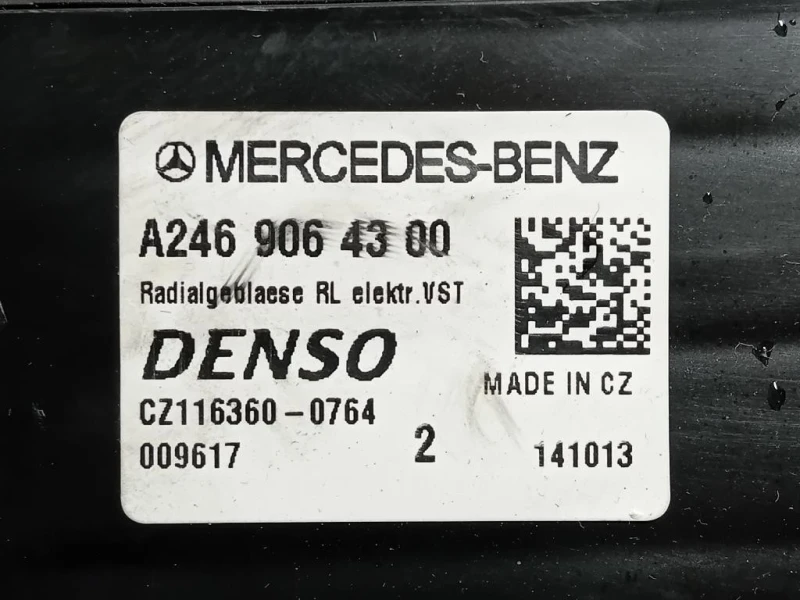 MERCEDES-BENZ
A246 906 43 00
Radialgeblaese RL elektr.VST
DENSO
MADE IN CZ
CZ116360-0764
009617 2 141013